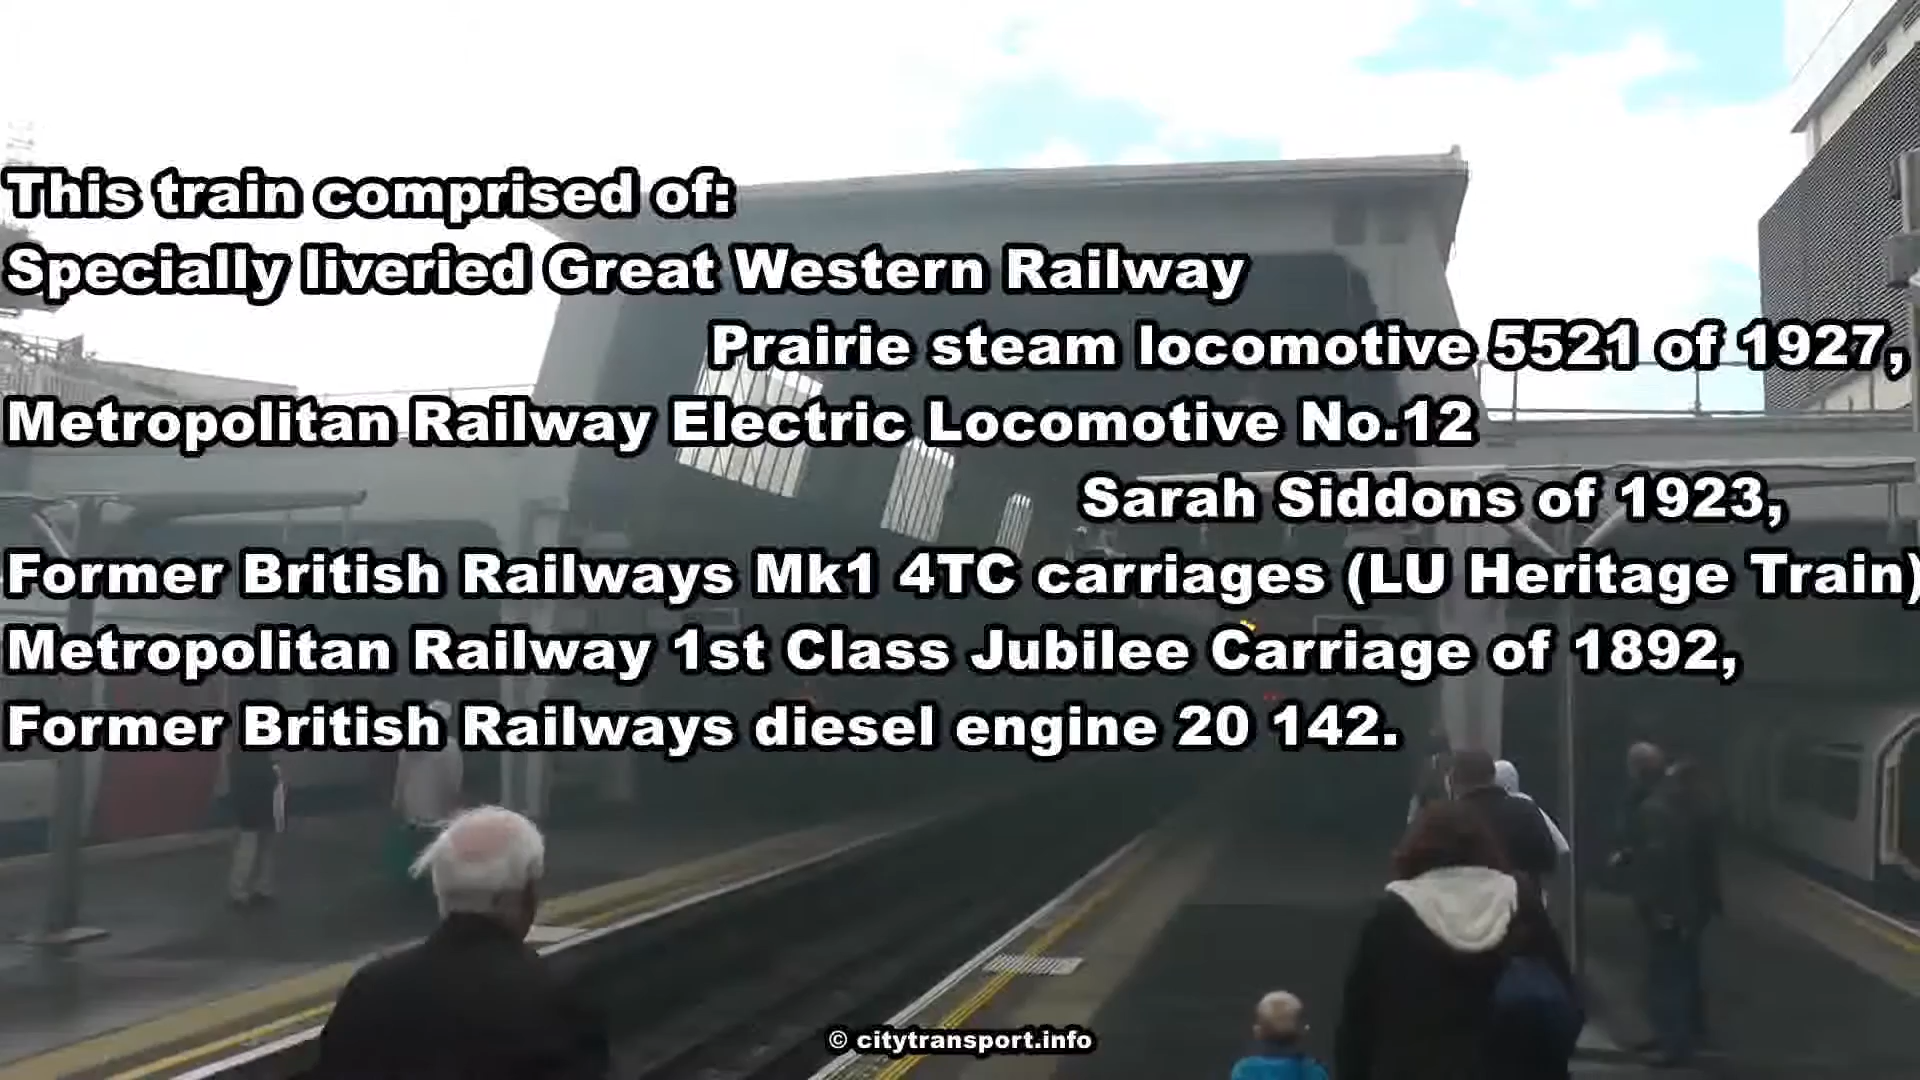 This train comprised of:
Specially liveried Great Western Railway
Prairie steam locomotive 5521 of 1927,
Metropolitan Railway Electric Locomotive No.12
Sarah Siddons of 1923,
Former British Railways Mk1 4TC carriages (LU Heritage Train)
Metropolitan Railway 1st Class Jubilee Carriage of 1892,
Former British Railways diesel engine 20 142.
© citytransport.info